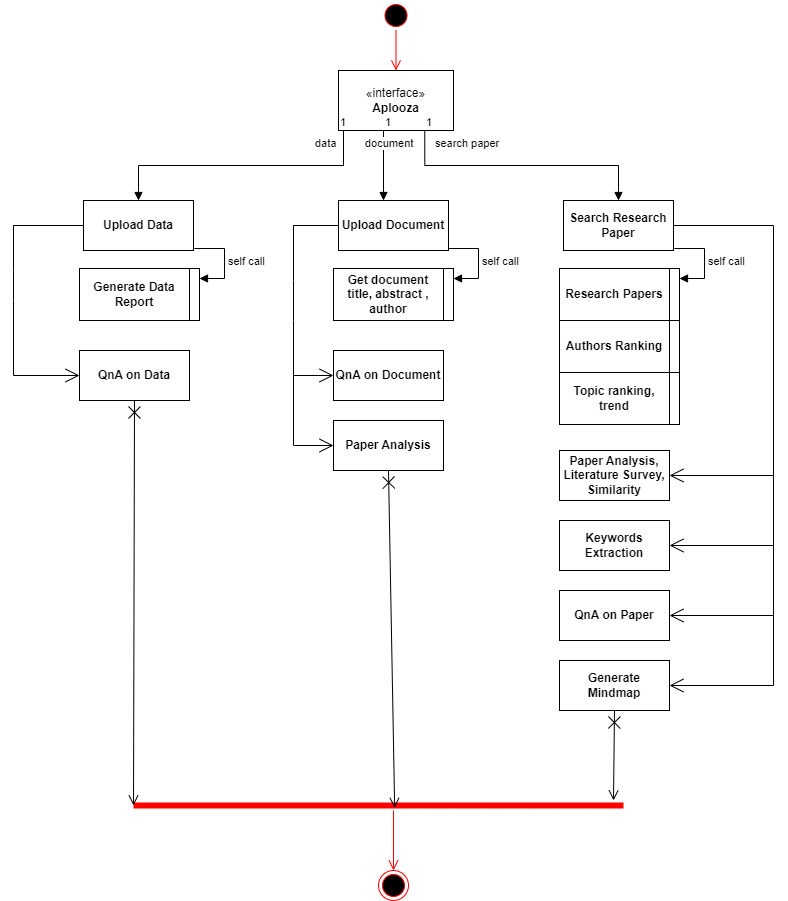 «interface»
Aplooza
1
1
1
data
document
search paper
Upload Data
Upload Document
Search Research
Paper
self call
self call
self call
Generate Data
Report
Get document
title, abstract ,
author
Research Papers
Authors Ranking
Topic ranking,
trend
QnA on Data
QnA on Document
Paper Analysis
Paper Analysis,
Literature Survey,
Similarity
Keywords
Extraction
QnA on Paper
Generate
Mindmap